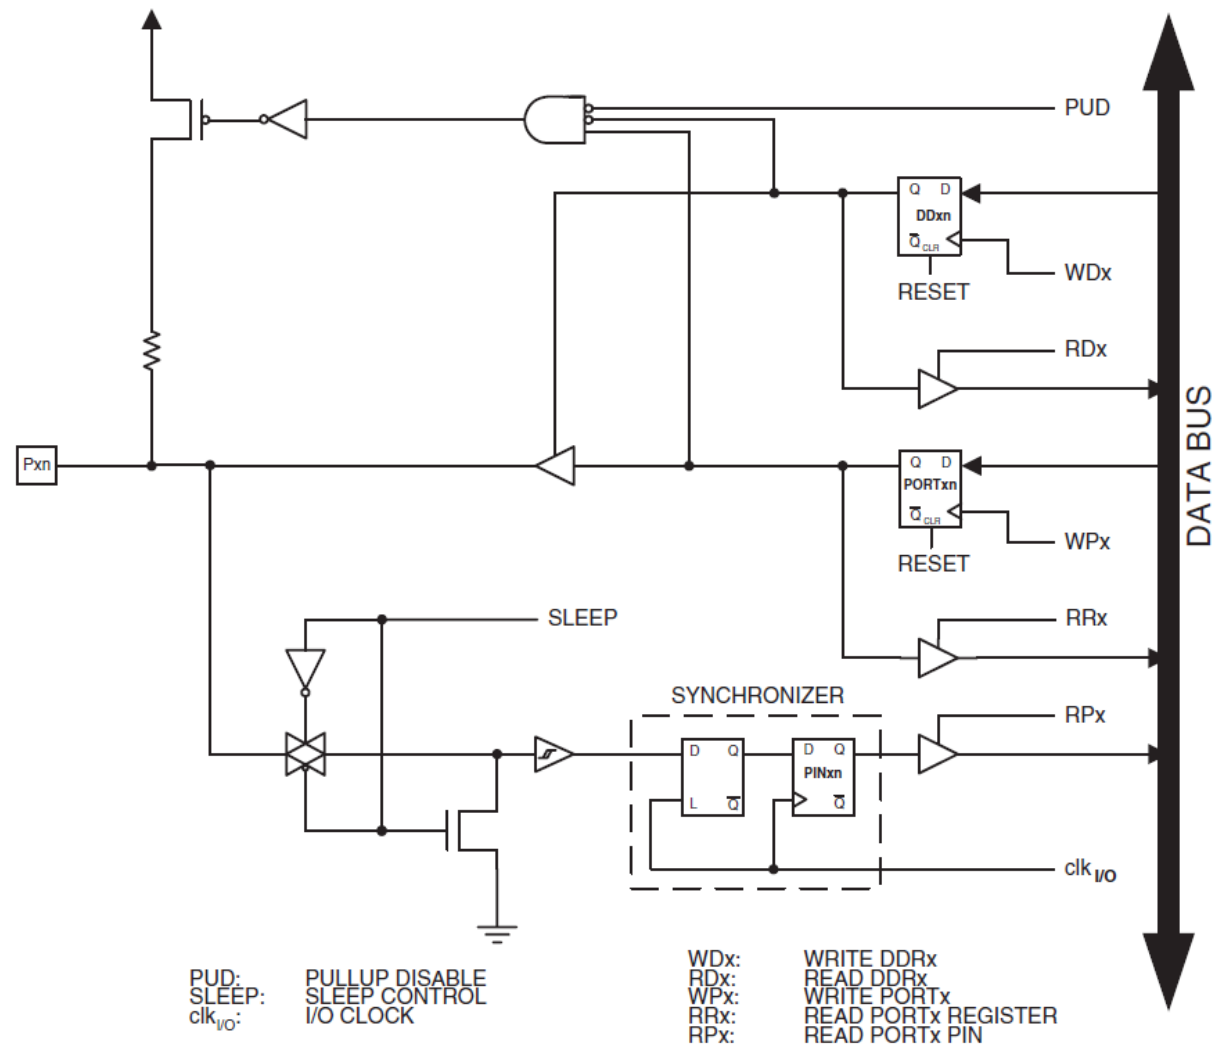 PUD
Q D
DDxn
Q CLR
WDx
RESET
RDx
DATA BUS
Pxn
Q D
PORTxn
Q CLR
WPx
RESET
SLEEP
RRx
SYNCHRONIZER
RPx
D Q
L Q
D Q
PINxn
Q
clk I/O
PUD: PULLUP DISABLE
SLEEP: SLEEP CONTROL
clkI/O: I/O CLOCK
WDx: WRITE DDRx
RDx: READ DDRx
WPx: WRITE PORTx
RRx: READ PORTx REGISTER
RPx: READ PORTx PIN